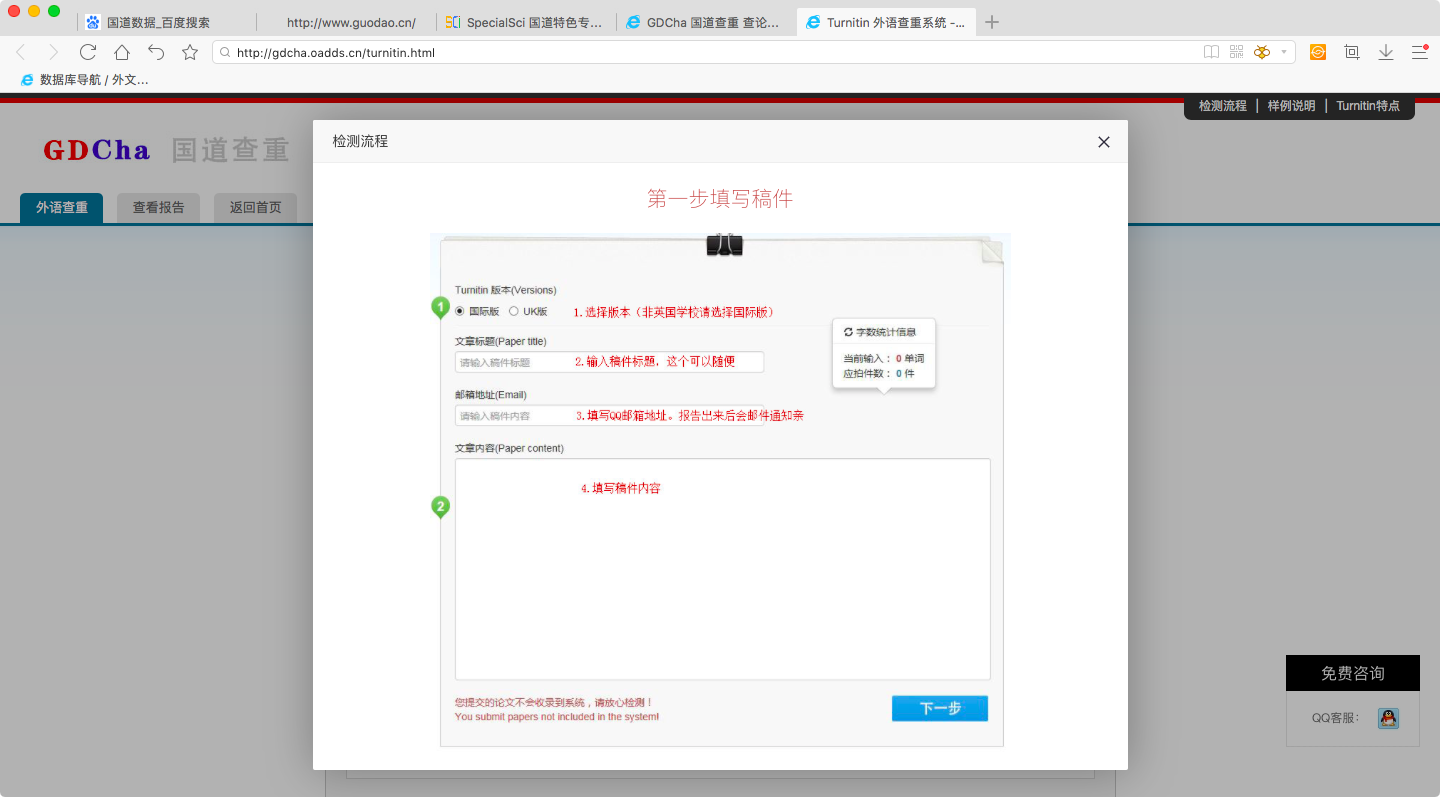 国道数据_百度搜索
http://www.guodao.cn/
SCi SpecialSci 国道特色专...
GDCha 国道查重 查论...
Turnitin 外语查重系统 -...
http://gdcha.oadds.cn/turnitin.html
数据库导航 / 外文...
检测流程 | 样例说明 | Turnitin特点
GDCha 国道查重
外语查重
查看报告
返回首页
检测流程
第一步填写稿件
Turnitin 版本(Versions)
1
国际版 UK版
1.选择版本（非英国学校请选择国际版）
字数统计信息
当前输入： 0 单词
应拍件数： 0 件
文章标题(Paper title)
请输入稿件标题
2.输入稿件标题，这个可以随便
邮箱地址(Email)
请输入稿件内容
3.填写QQ邮箱地址。报告出来后会邮件通知亲
文章内容(Paper content)
4.填写稿件内容
2
您提交的论文不会收录到系统，请放心检测！
You submit papers not included in the system!
下一步
免费咨询
QQ客服：